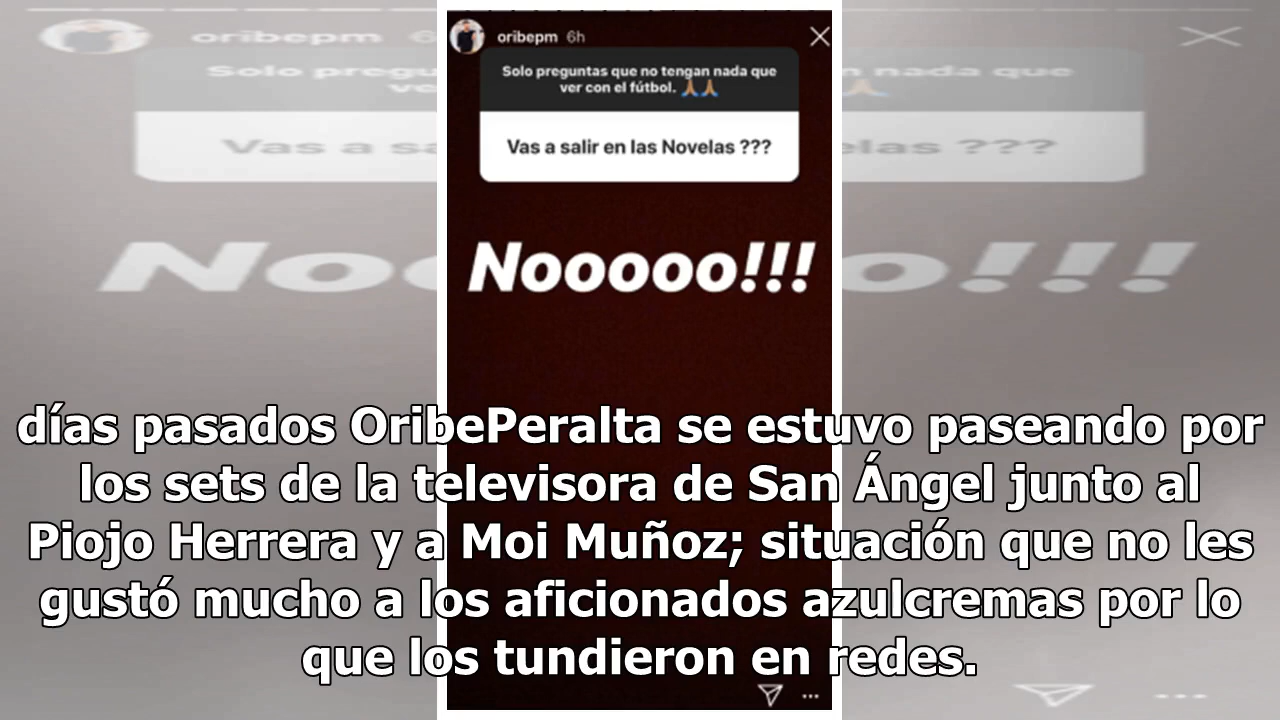 oribepm 6h
Solo preguntas que no tengan nada que
ver con el fútbol. 🙏🏽🙏🏽
Vas a salir en las Novelas ???
Nooooo!!!
días pasados OribePeralta se estuvo paseando por
los sets de la televisora de San Ángel junto al
Piojo Herrera y a Moi Muñoz; situación que no les
gustó mucho a los aficionados azulcremas por lo
que los tundieron en redes.